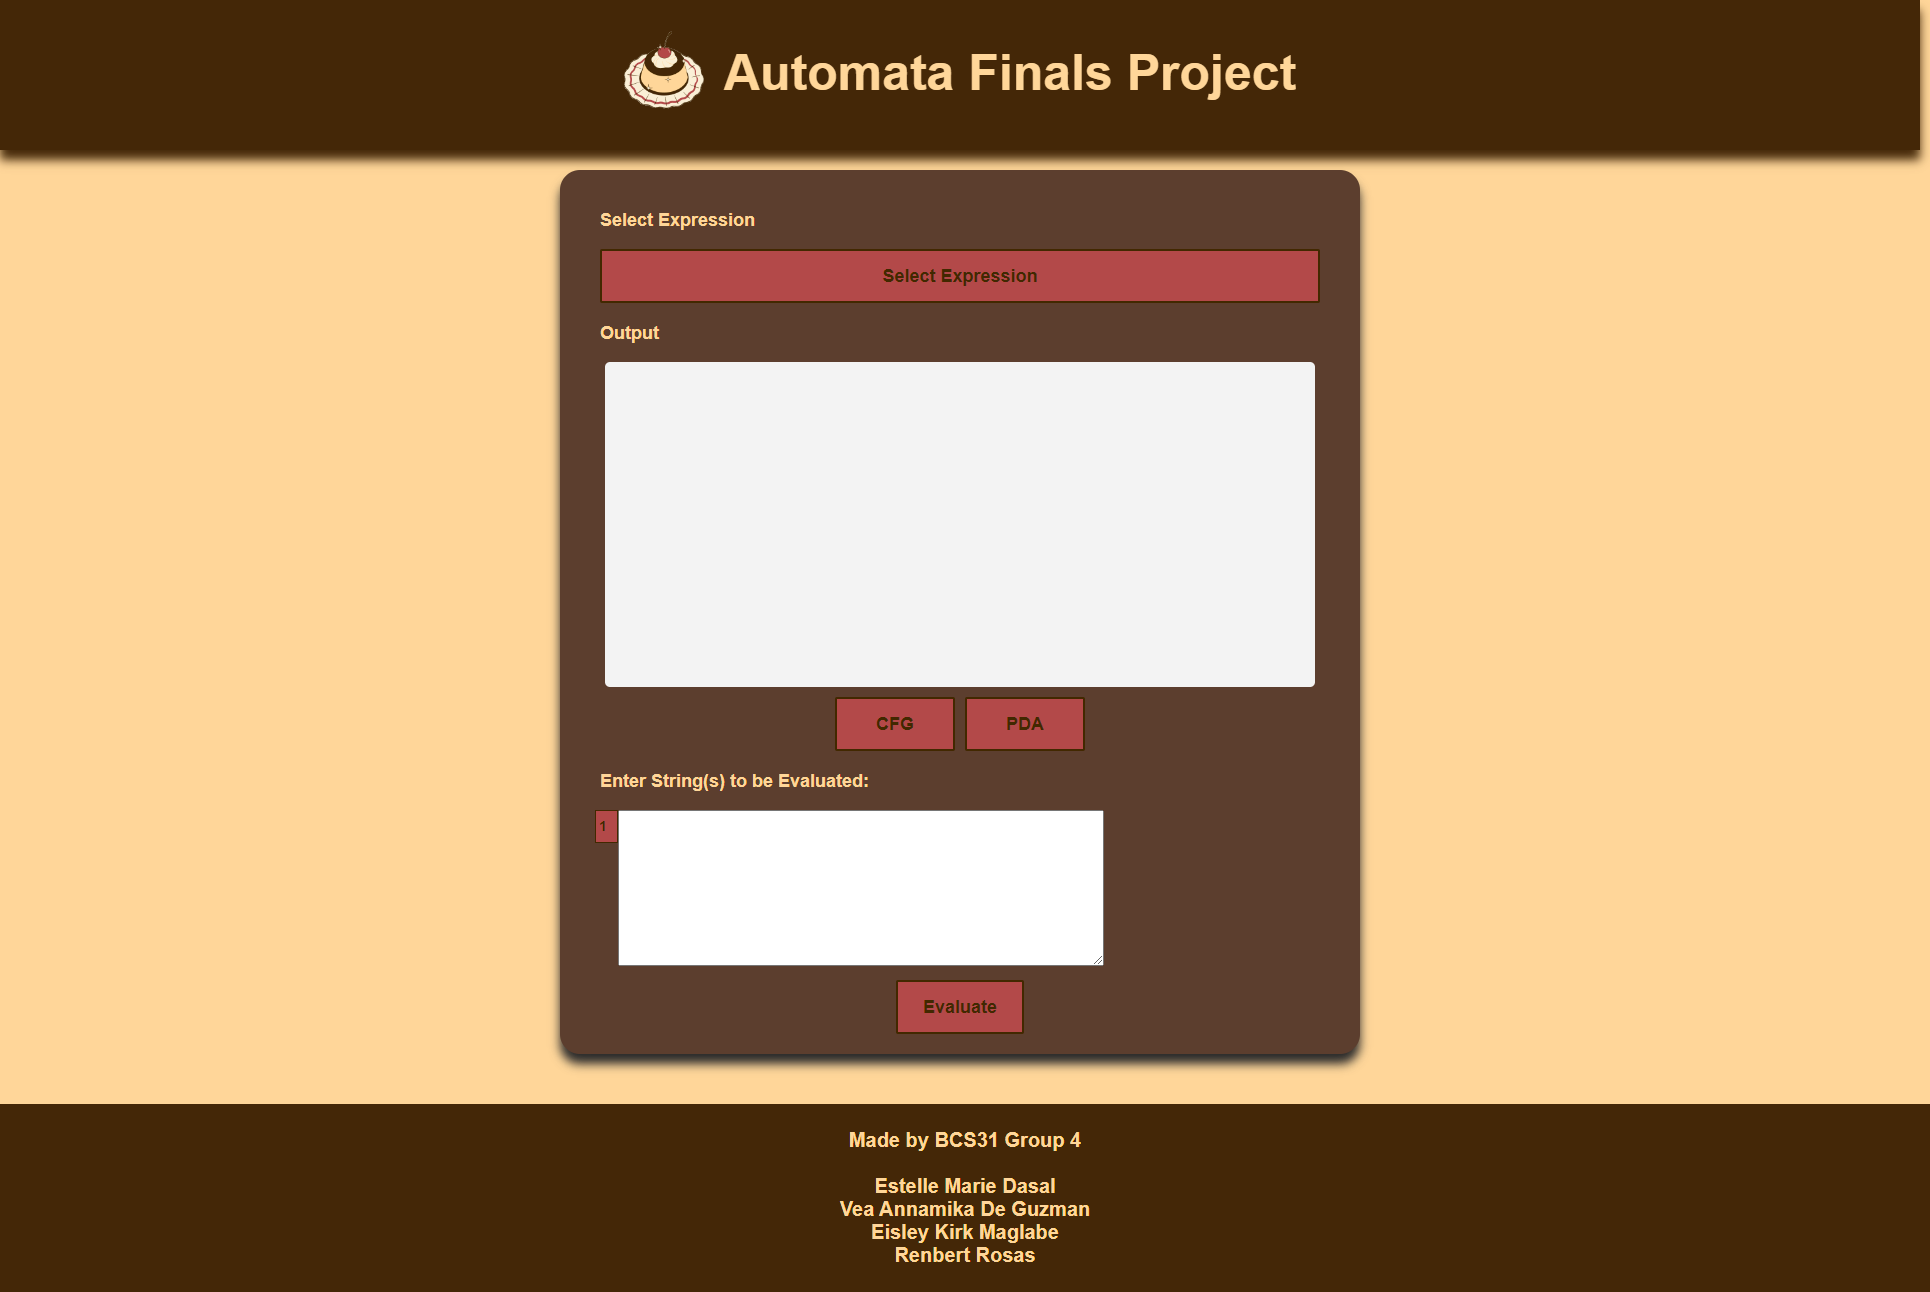 Automata Finals Project
Select Expression
Select Expression
Output
CFG
PDA
Enter String(s) to be Evaluated:
1
Evaluate
Made by BCS31 Group 4
Estelle Marie Dasal
Vea Annamika De Guzman
Eisley Kirk Maglabe
Renbert Rosas